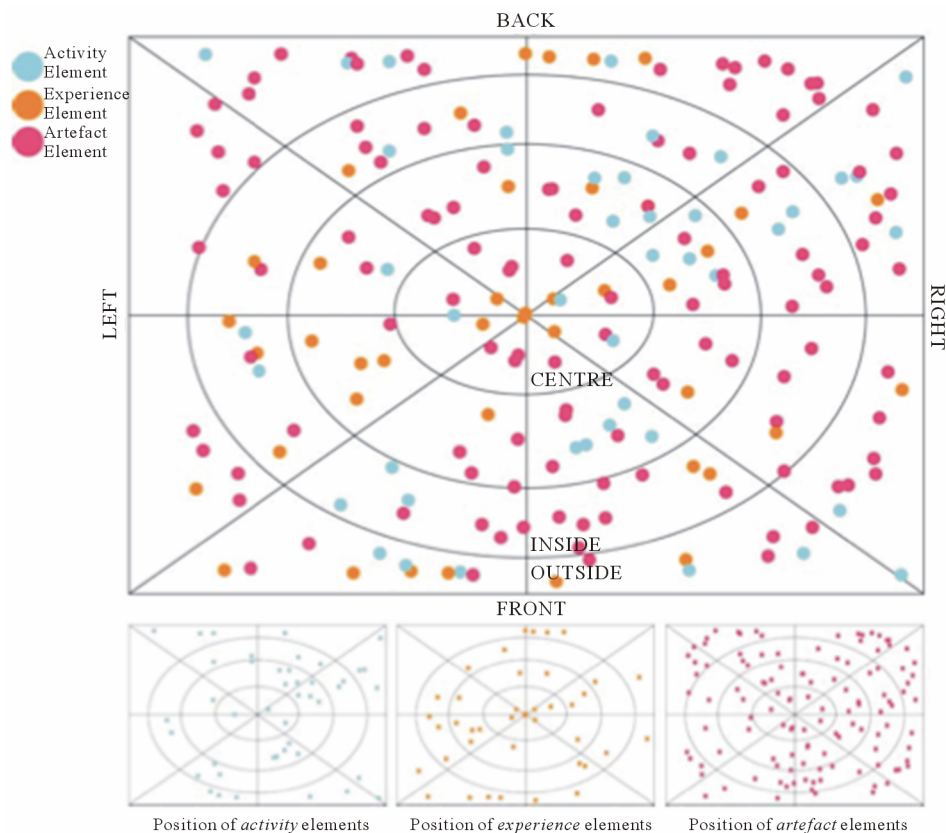 BACK
Activity
Element
Experience
Element
Artefact
Element
LEFT
RIGHT
CENTRE
INSIDE
OUTSIDE
FRONT
Position of activity elements
Position of experience elements
Position of artefact elements